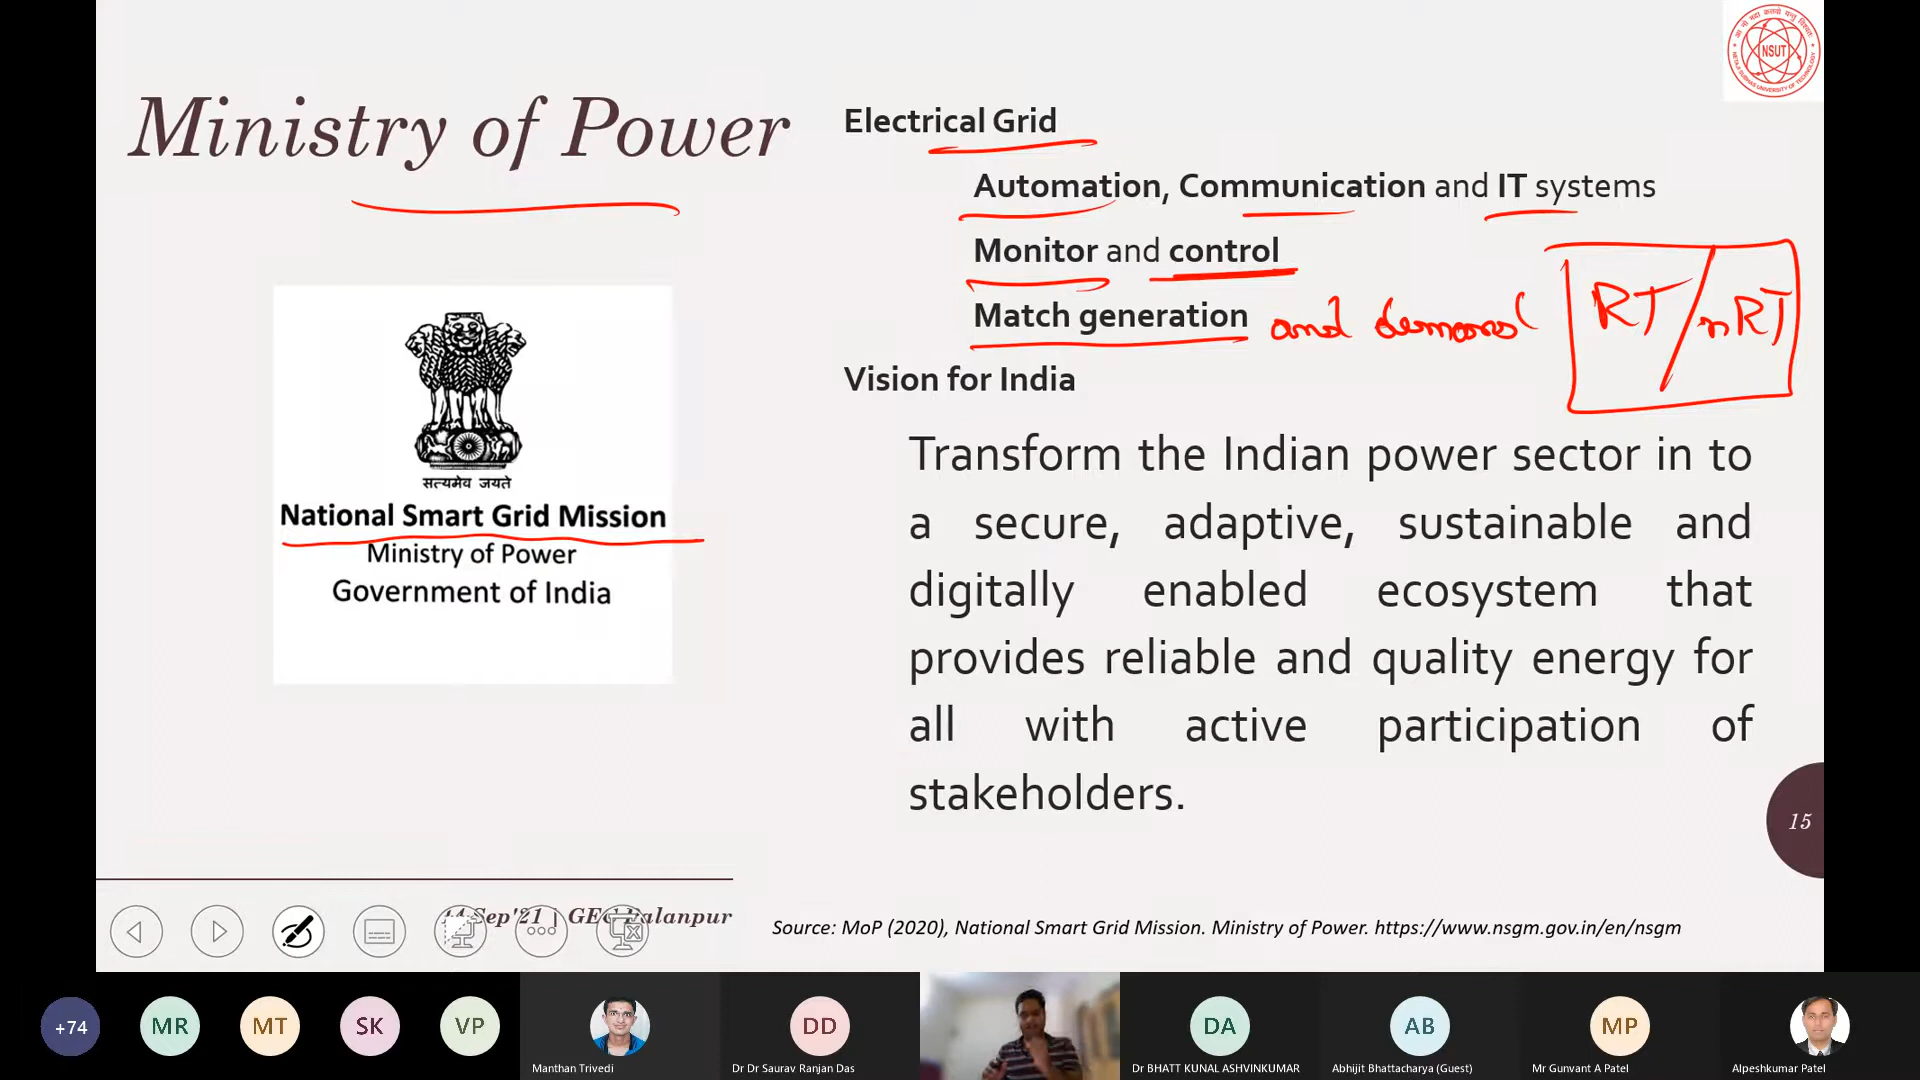 Ministry of Power
NSUT
Electrical Grid
Automation, Communication and IT systems
Monitor and control
Match generation and demand
RT/nRT
Vision for India
Transform the Indian power sector in to
a secure, adaptive, sustainable and
digitally enabled ecosystem that
provides reliable and quality energy for
all with active participation of
stakeholders.
सत्यमेव जयते
National Smart Grid Mission
Ministry of Power
Government of India
15
Sep'21 | GEC Palanpur
Source: MoP (2020), National Smart Grid Mission. Ministry of Power. https://www.nsgm.gov.in/en/nsgm
+74
MR
MT
SK
VP
DD
DA
AB
MP
Manthan Trivedi
Dr Dr Saurav Ranjan Das
Dr BHATT KUNAL ASHVINKUMAR
Abhijit Bhattacharya (Guest)
Mr Gunvant A Patel
Alpeshkumar Patel